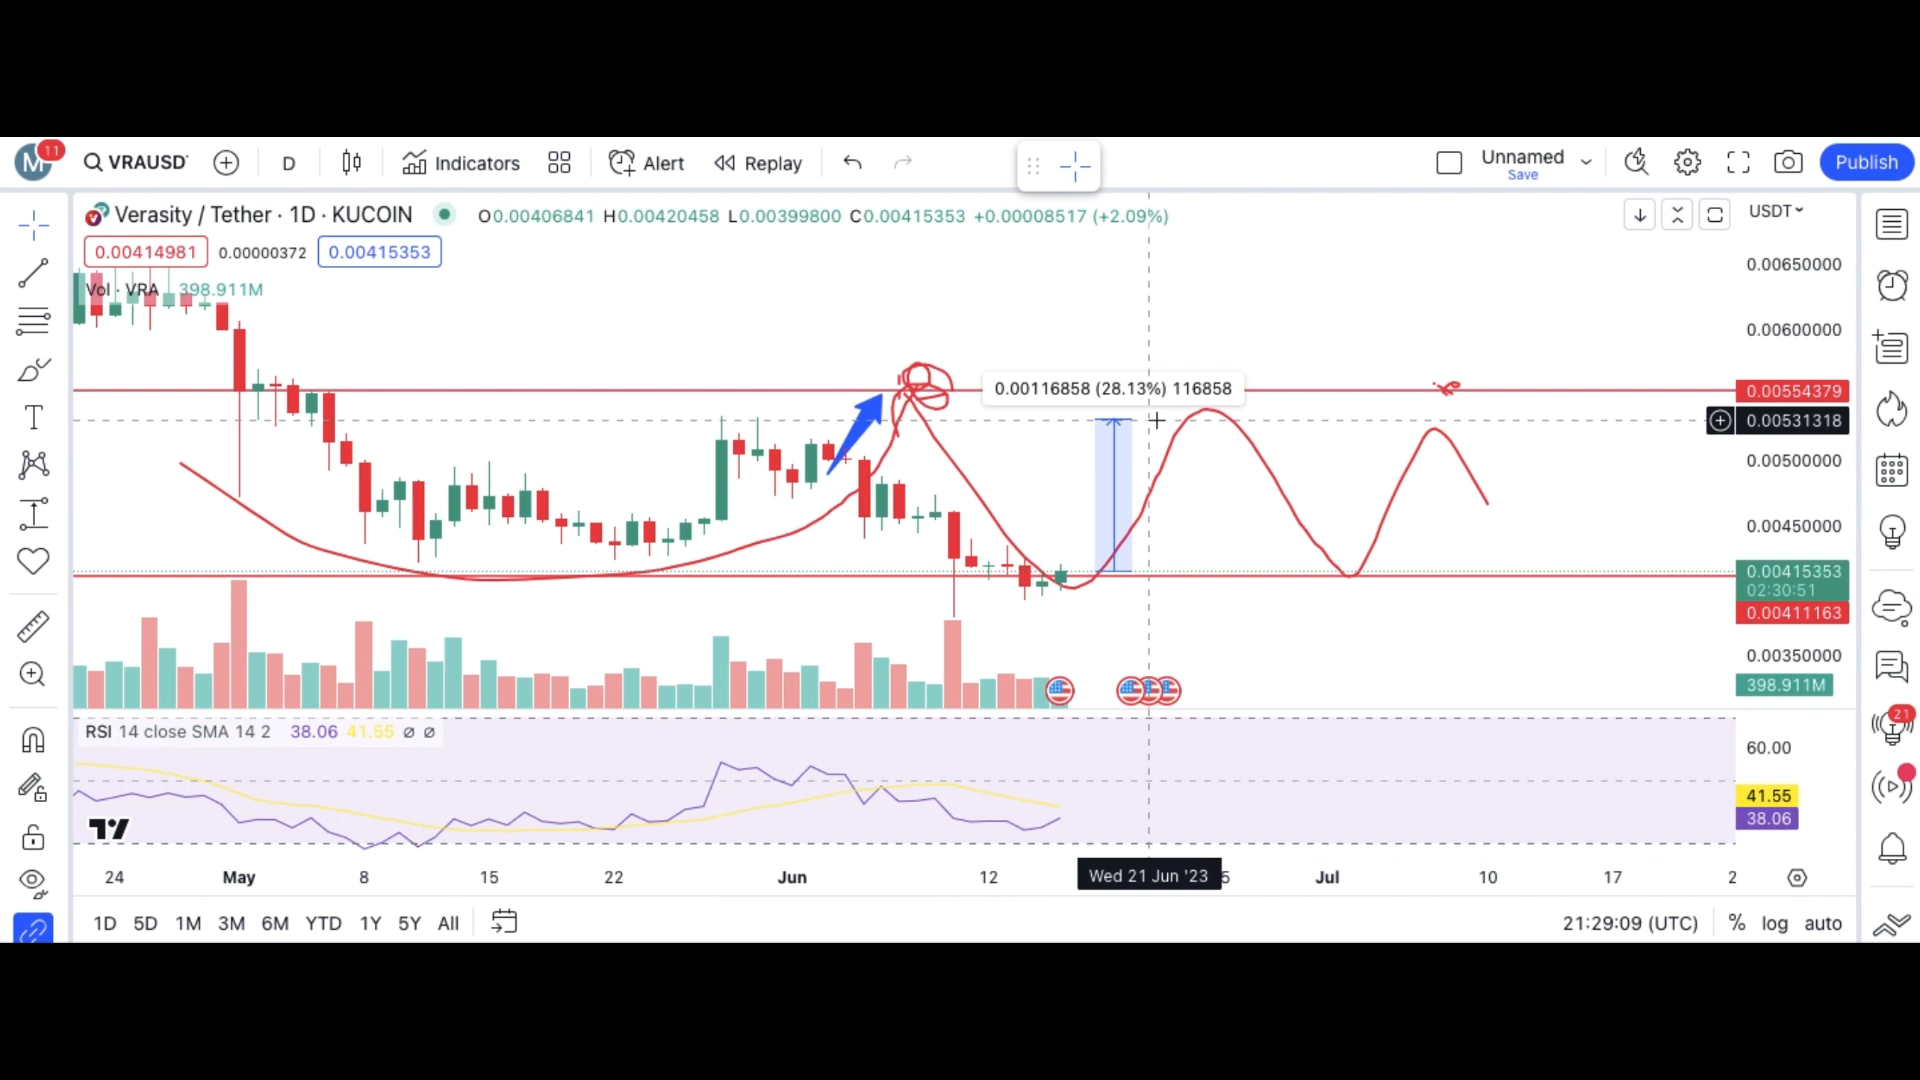 M 11 VRAUSDT D Indicators Alert Replay Unnamed Save Publish
Verasity / Tether · 1D · KUCOIN O0.00406841 H0.00420458 L0.00399800 C0.00415353 +0.00008517 (+2.09%) USDT
0.00414981 0.00000372 0.00415353
Vol · VRA 398.911M
0.00650000
0.00600000
0.00116858 (28.13%) 116858
0.00554379
0.00531318
0.00500000
0.00450000
0.00415353
02:30:51
0.00411163
0.00350000
398.911M
RSI 14 close SMA 14 2 38.06 41.55 ∅ ∅
21
60.00
41.55
38.06
24 May 8 15 22 Jun 12 Wed 21 Jun '23 5 Jul 10 17 2
1D 5D 1M 3M 6M YTD 1Y 5Y All 21:29:09 (UTC) % log auto